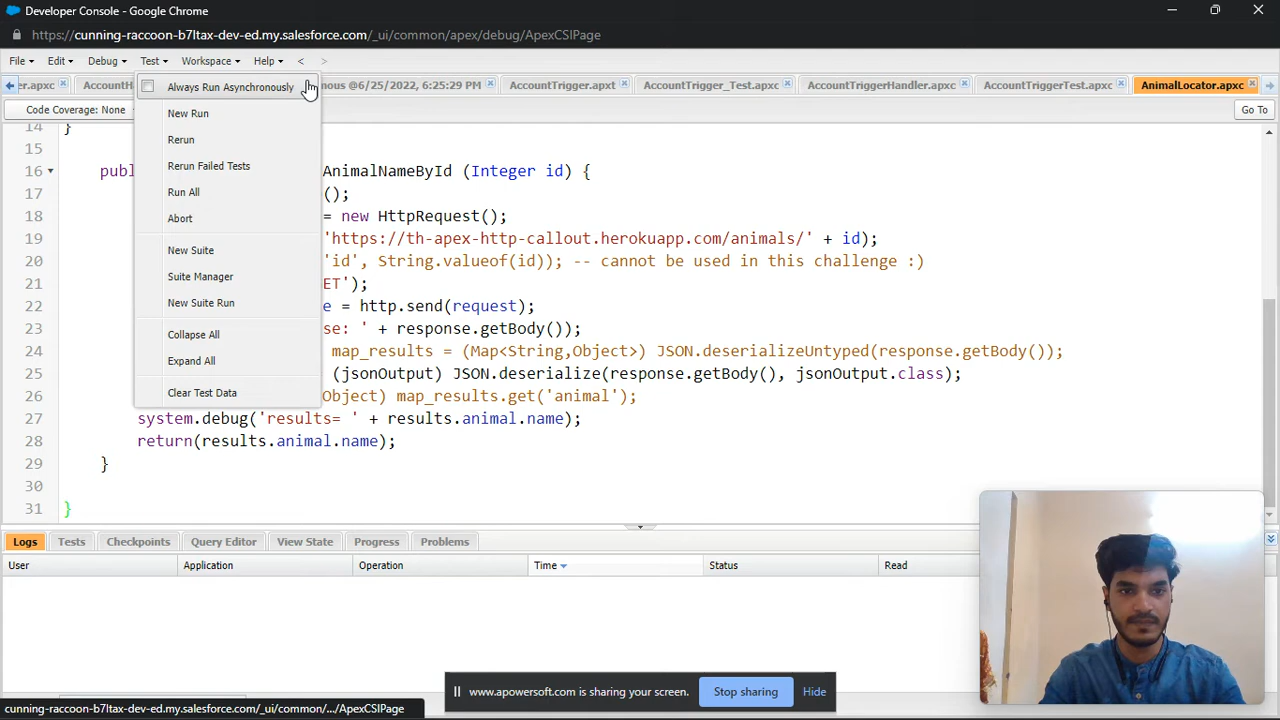 Developer Console - Google Chrome
https://cunning-raccoon-b7ltax-dev-ed.my.salesforce.com/_ui/common/apex/debug/ApexCSIPage
File Edit Debug Test Workspace Help < >
er.apxc AccountH nous @6/25/2022, 6:25:29 PM AccountTrigger.apxt AccountTrigger_Test.apxc AccountTriggerHandler.apxc AccountTriggerTest.apxc AnimalLocator.apxc
Code Coverage: None Go To
Always Run Asynchronously
New Run
Rerun
Rerun Failed Tests
Run All
Abort
New Suite
Suite Manager
New Suite Run
Collapse All
Expand All
Clear Test Data
14 }
15
16 publ AnimalNameById (Integer id) {
17 ();
18 = new HttpRequest();
19 'https://th-apex-http-callout.herokuapp.com/animals/' + id);
20 'id', String.valueof(id)); -- cannot be used in this challenge :)
21 ET');
22 e = http.send(request);
23 se: ' + response.getBody());
24 map_results = (Map<String,Object>) JSON.deserializeUntyped(response.getBody());
25 (jsonOutput) JSON.deserialize(response.getBody(), jsonOutput.class);
26 Object) map_results.get('animal');
27 system.debug('results= ' + results.animal.name);
28 return(results.animal.name);
29 }
30
31 }
Logs Tests Checkpoints Query Editor View State Progress Problems
User Application Operation Time Status Read
www.apowersoft.com is sharing your screen. Stop sharing Hide
cunning-raccoon-b7ltax-dev-ed.my.salesforce.com/_ui/common/.../ApexCSIPage